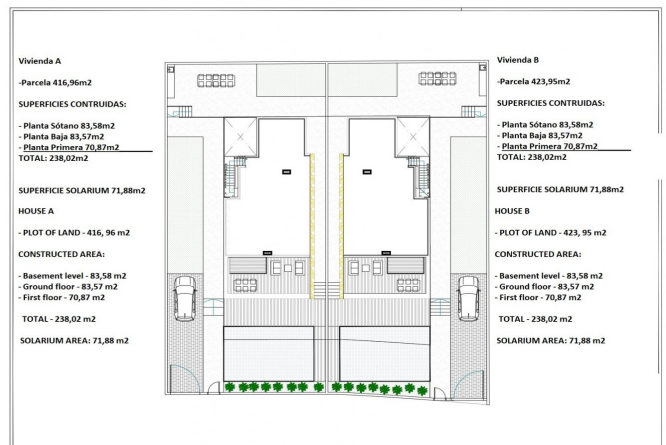 Vivienda A
-Parcela 416,96m2
SUPERFICIES CONTRUIDAS:
- Planta Sótano 83,58m2
- Planta Baja 83,57m2
- Planta Primera 70,87m2
TOTAL: 238,02m2
SUPERFICIE SOLARIUM 71,88m2
HOUSE A
- PLOT OF LAND - 416, 96 m2
CONSTRUCTED AREA:
- Basement level - 83,58 m2
- Ground floor - 83,57 m2
- First floor - 70,87 m2
TOTAL - 238,02 m2
SOLARIUM AREA: 71,88 m2
Vivienda B
-Parcela 423,95m2
SUPERFICIES CONTRUIDAS:
- Planta Sótano 83,58m2
- Planta Baja 83,57m2
- Planta Primera 70,87m2
TOTAL: 238,02m2
SUPERFICIE SOLARIUM 71,88m2
HOUSE B
- PLOT OF LAND - 423, 95 m2
CONSTRUCTED AREA:
- Basement level - 83,58 m2
- Ground floor - 83,57 m2
- First floor - 70,87 m2
TOTAL - 238,02 m2
SOLARIUM AREA: 71,88 m2